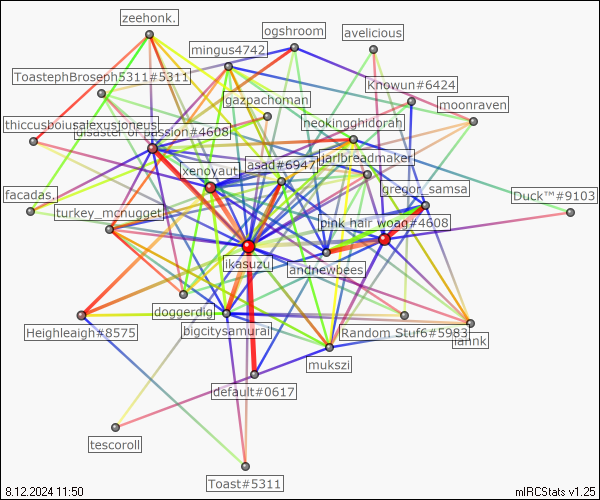 zeehonk.
ogshroom
avelicious
mingus4742
ToastephBroseph5311#5311
Knowun#6424
gazpachoman
moonraven
neokingghidorah
thiccusboiusalexusjoneus
#4608
jarlbreadmaker
asad#6947
xenoyaut
gregor_samsa
facadas.
Duck™#9103
turkey_mcnugget
pink hair woag#4608
ikasuzu
andnewbees
doggerdig
bigcitysamurai
Heighleaigh#8575
Random Stuf6#5983
mukszi
default#0617
tescoroll
Toast#5311
8.12.2024 11:50
mIRCStats v1.25